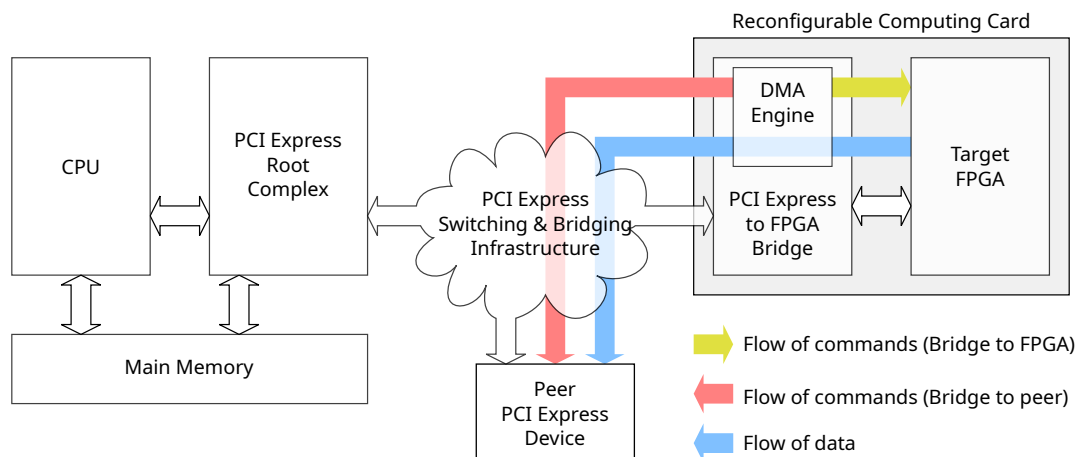 Reconfigurable Computing Card
CPU
PCI Express
Root
Complex
DMA
Engine
Target
FPGA
PCI Express
Switching & Bridging
Infrastructure
PCI Express
to FPGA
Bridge
Main Memory
Peer
PCI Express
Device
Flow of commands (Bridge to FPGA)
Flow of commands (Bridge to peer)
Flow of data